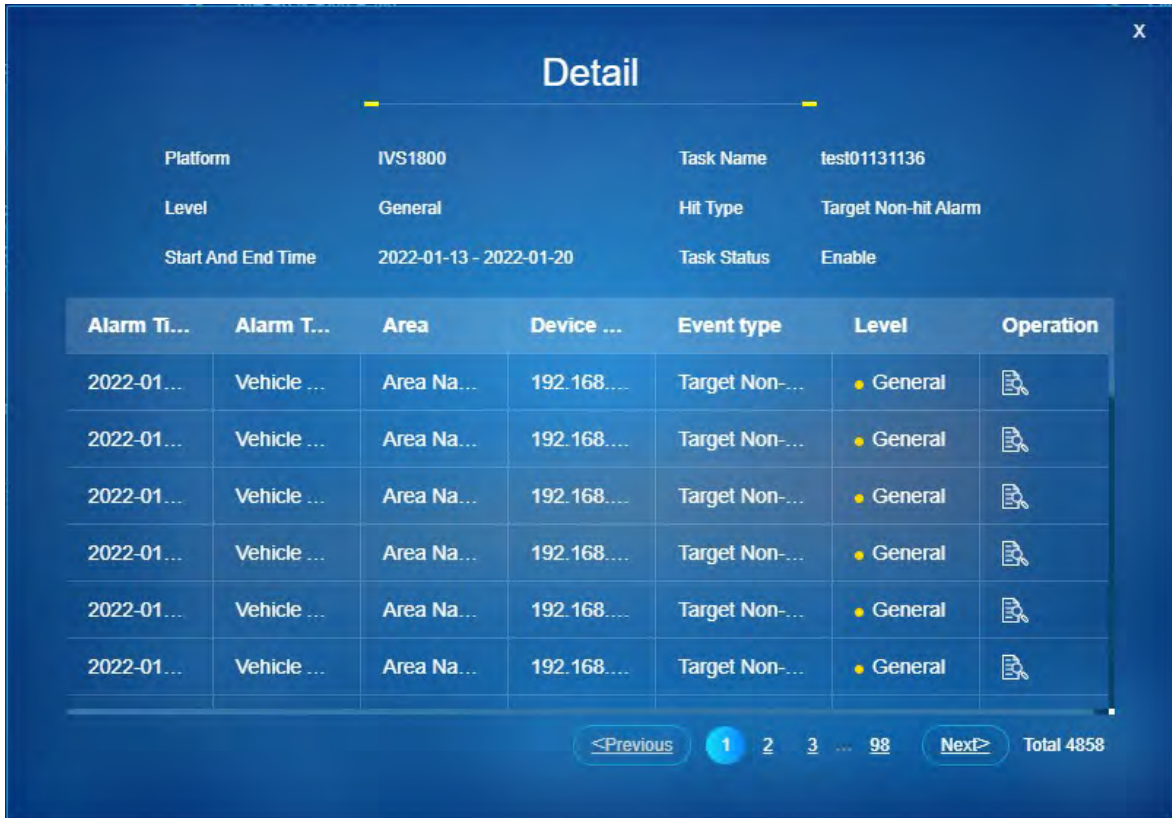 X
Detail
Platform IVS1800 Task Name test01131136
Level General Hit Type Target Non-hit Alarm
Start And End Time 2022-01-13 - 2022-01-20 Task Status Enable
Alarm Ti... Alarm T... Area Device ... Event type Level Operation
2022-01... Vehicle ... Area Na... 192.168.... Target Non-... General
2022-01... Vehicle ... Area Na... 192.168.... Target Non-... General
2022-01... Vehicle ... Area Na... 192.168.... Target Non-... General
2022-01... Vehicle ... Area Na... 192.168.... Target Non-... General
2022-01... Vehicle ... Area Na... 192.168.... Target Non-... General
2022-01... Vehicle ... Area Na... 192.168.... Target Non-... General
<Previous 1 2 3 ... 98 Next> Total 4858